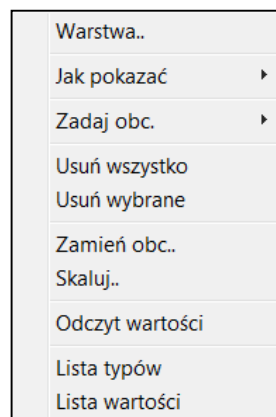 Warstwa..
Jak pokazać
Zadaj obc.
Usuń wszystko
Usuń wybrane
Zamień obc..
Skaluj..
Odczyt wartości
Lista typów
Lista wartości